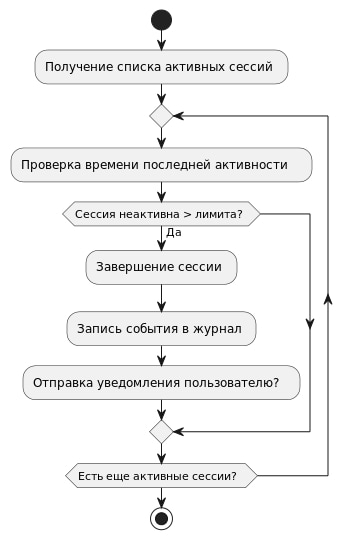 Получение списка активных сессий
Проверка времени последней активности
Сессия неактивна > лимита?
Да
Завершение сессии
Запись события в журнал
Отправка уведомления пользователю?
Есть еще активные сессии?